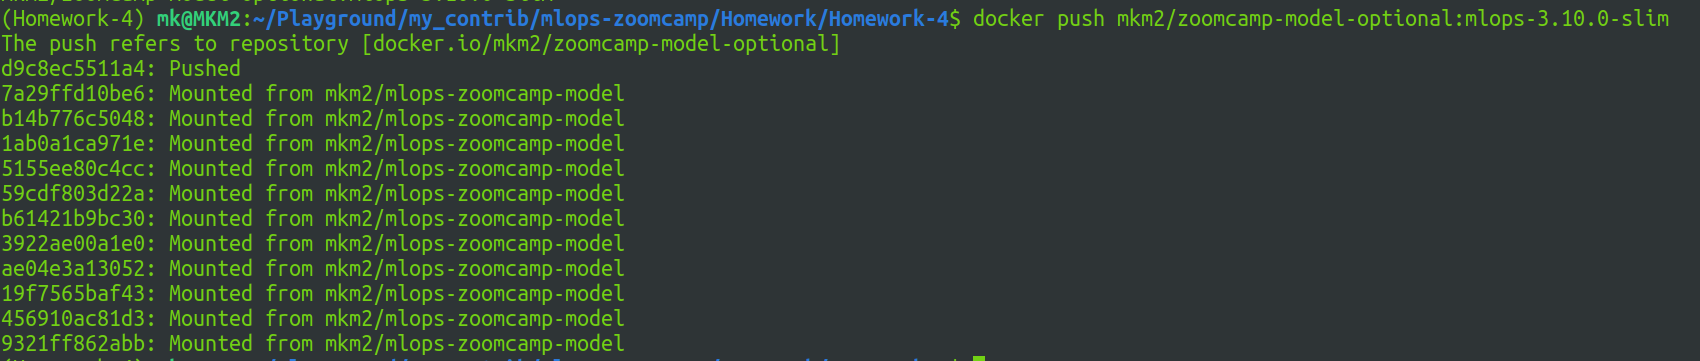 (Homework-4) mk@MKM2:~/Playground/my_contrib/mlops-zoomcamp/Homework/Homework-4$ docker push mkm2/zoomcamp-model-optional:mlops-3.10.0-slim
The push refers to repository [docker.io/mkm2/zoomcamp-model-optional]
d9c8ec5511a4: Pushed
7a29ffd10be6: Mounted from mkm2/mlops-zoomcamp-model
b14b776c5048: Mounted from mkm2/mlops-zoomcamp-model
1ab0a1ca971e: Mounted from mkm2/mlops-zoomcamp-model
5155ee80c4cc: Mounted from mkm2/mlops-zoomcamp-model
59cdf803d22a: Mounted from mkm2/mlops-zoomcamp-model
b61421b9bc30: Mounted from mkm2/mlops-zoomcamp-model
3922ae00a1e0: Mounted from mkm2/mlops-zoomcamp-model
ae04e3a13052: Mounted from mkm2/mlops-zoomcamp-model
19f7565baf43: Mounted from mkm2/mlops-zoomcamp-model
456910ac81d3: Mounted from mkm2/mlops-zoomcamp-model
9321ff862abb: Mounted from mkm2/mlops-zoomcamp-model